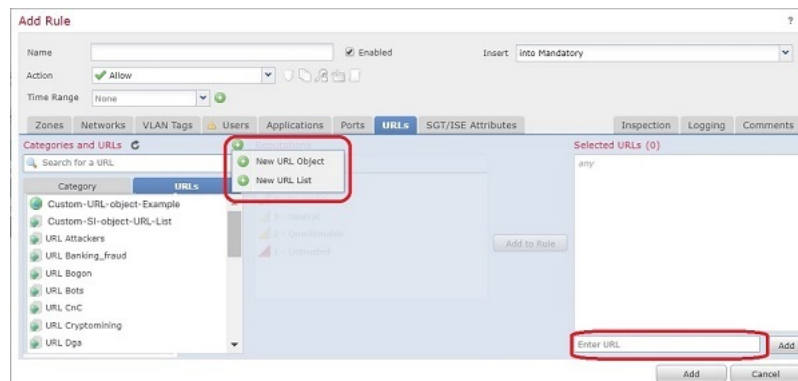 Add Rule ?
Name Enabled Insert into Mandatory
Action Allow
Time Range None
Zones Networks VLAN Tags Users Applications Ports URLs SGT/ISE Attributes Inspection Logging Comments
Categories and URLs Reputations Selected URLs (0)
Search for a URL New URL Object any
New URL List
Category URLs
Custom-URL-object-Example
Custom-SI-object-URL-List 3 - Neutral
URL Attackers 2 - Questionable
URL Banking_fraud 1 - Untrusted Add to Rule
URL Bogon
URL Bots
URL CnC
URL Cryptomining
URL Dga Enter URL Add
Add Cancel